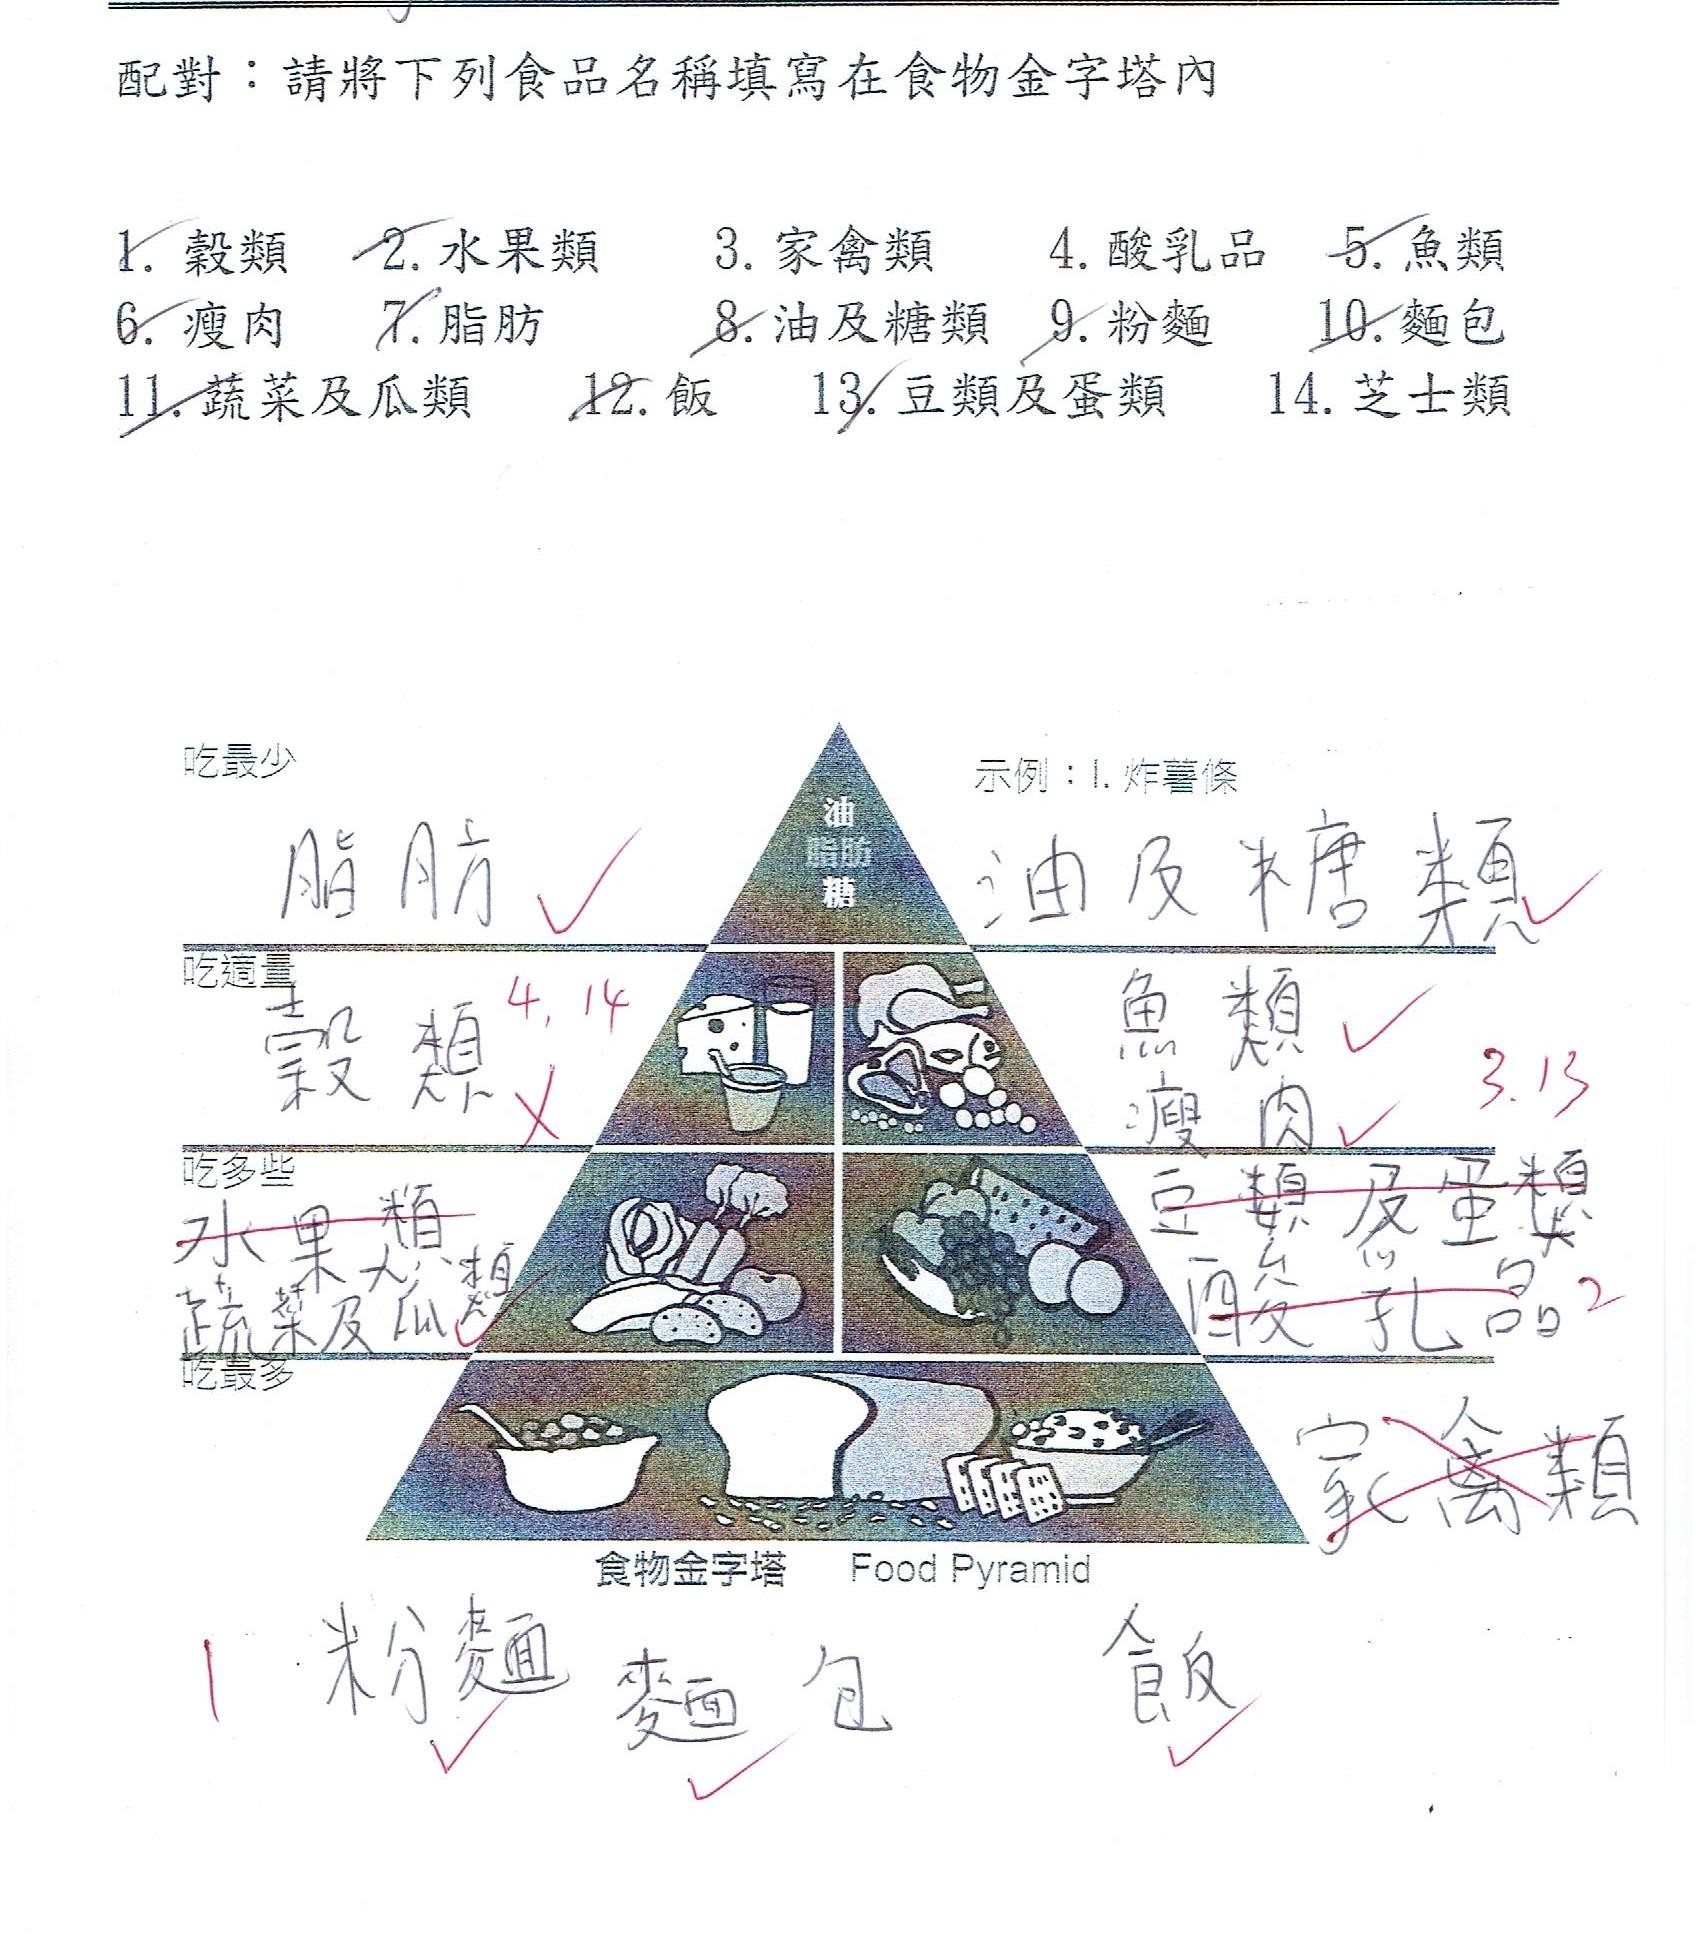 配對：請將下列食品名稱填寫在食物金字塔內
1. 穀類 2. 水果類 3. 家禽類 4. 酸乳品 5. 魚類
6. 瘦肉 7. 脂肪 8. 油及糖類 9. 粉麵 10. 麵包
11. 蔬菜及瓜類 12. 飯 13. 豆類及蛋類 14. 芝士類
吃最少
示例：1. 炸薯條
油
脂肪
糖
脂肪
油及糖類
吃適量
穀類
4, 14
魚類
瘦肉
3.13
吃多些
水果類
蔬菜及瓜類
豆類及蛋類
酸乳品
2
吃最多
家禽類
食物金字塔 Food Pyramid
1
粉麵
麵包
飯